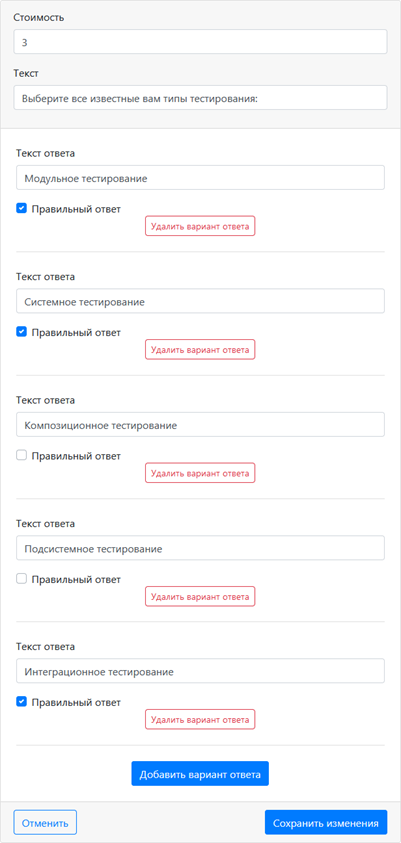 Стоимость
3
Текст
Выберите все известные вам типы тестирования:
Текст ответа
Модульное тестирование
Правильный ответ
Удалить вариант ответа
Текст ответа
Системное тестирование
Правильный ответ
Удалить вариант ответа
Текст ответа
Композиционное тестирование
Правильный ответ
Удалить вариант ответа
Текст ответа
Подсистемное тестирование
Правильный ответ
Удалить вариант ответа
Текст ответа
Интеграционное тестирование
Правильный ответ
Удалить вариант ответа
Добавить вариант ответа
Отменить Сохранить изменения